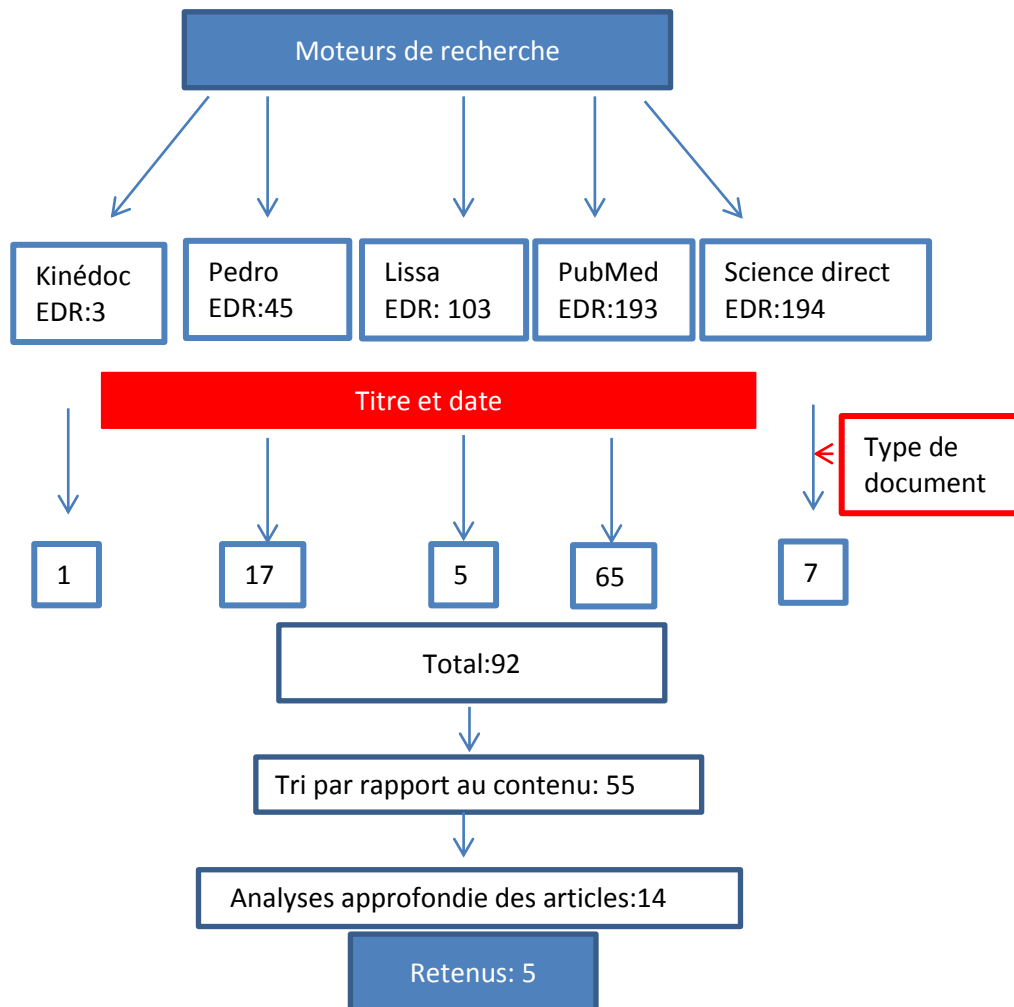 Moteurs de recherche
Kinédoc
EDR:3
Pedro
EDR:45
Lissa
EDR: 103
PubMed
EDR:193
Science direct
EDR:194
Titre et date
Type de
document
1
17
5
65
7
Total:92
Tri par rapport au contenu: 55
Analyses approfondie des articles:14
Retenus: 5